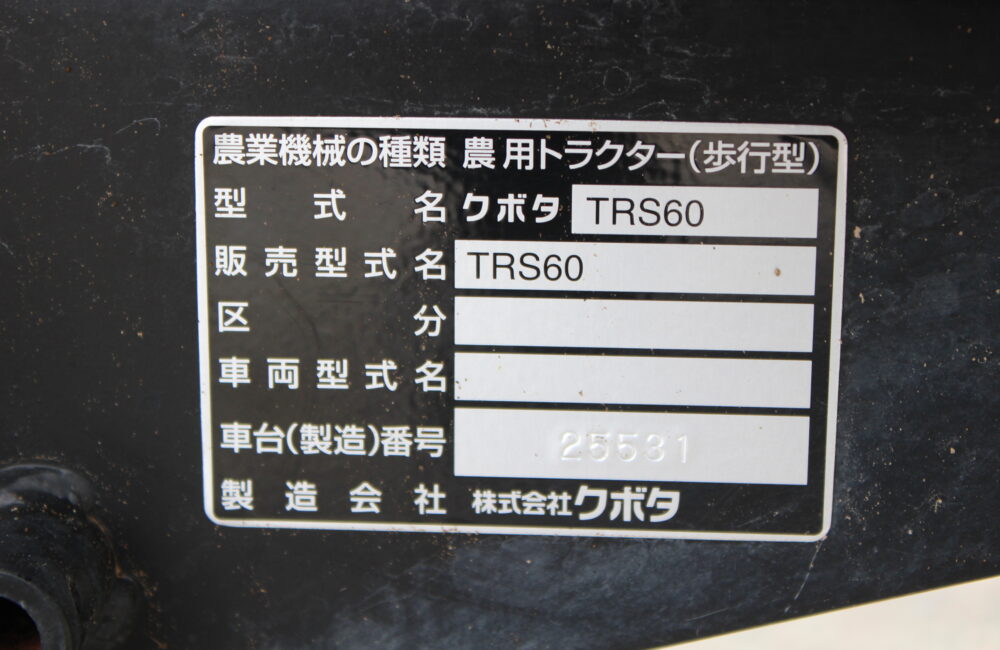 農業機械の種類 農用トラクター(歩行型)
型式名 クボタ TRS60
販売型式名 TRS60
区分
車両型式名
車台(製造)番号 25531
製造会社 株式会社クボタ